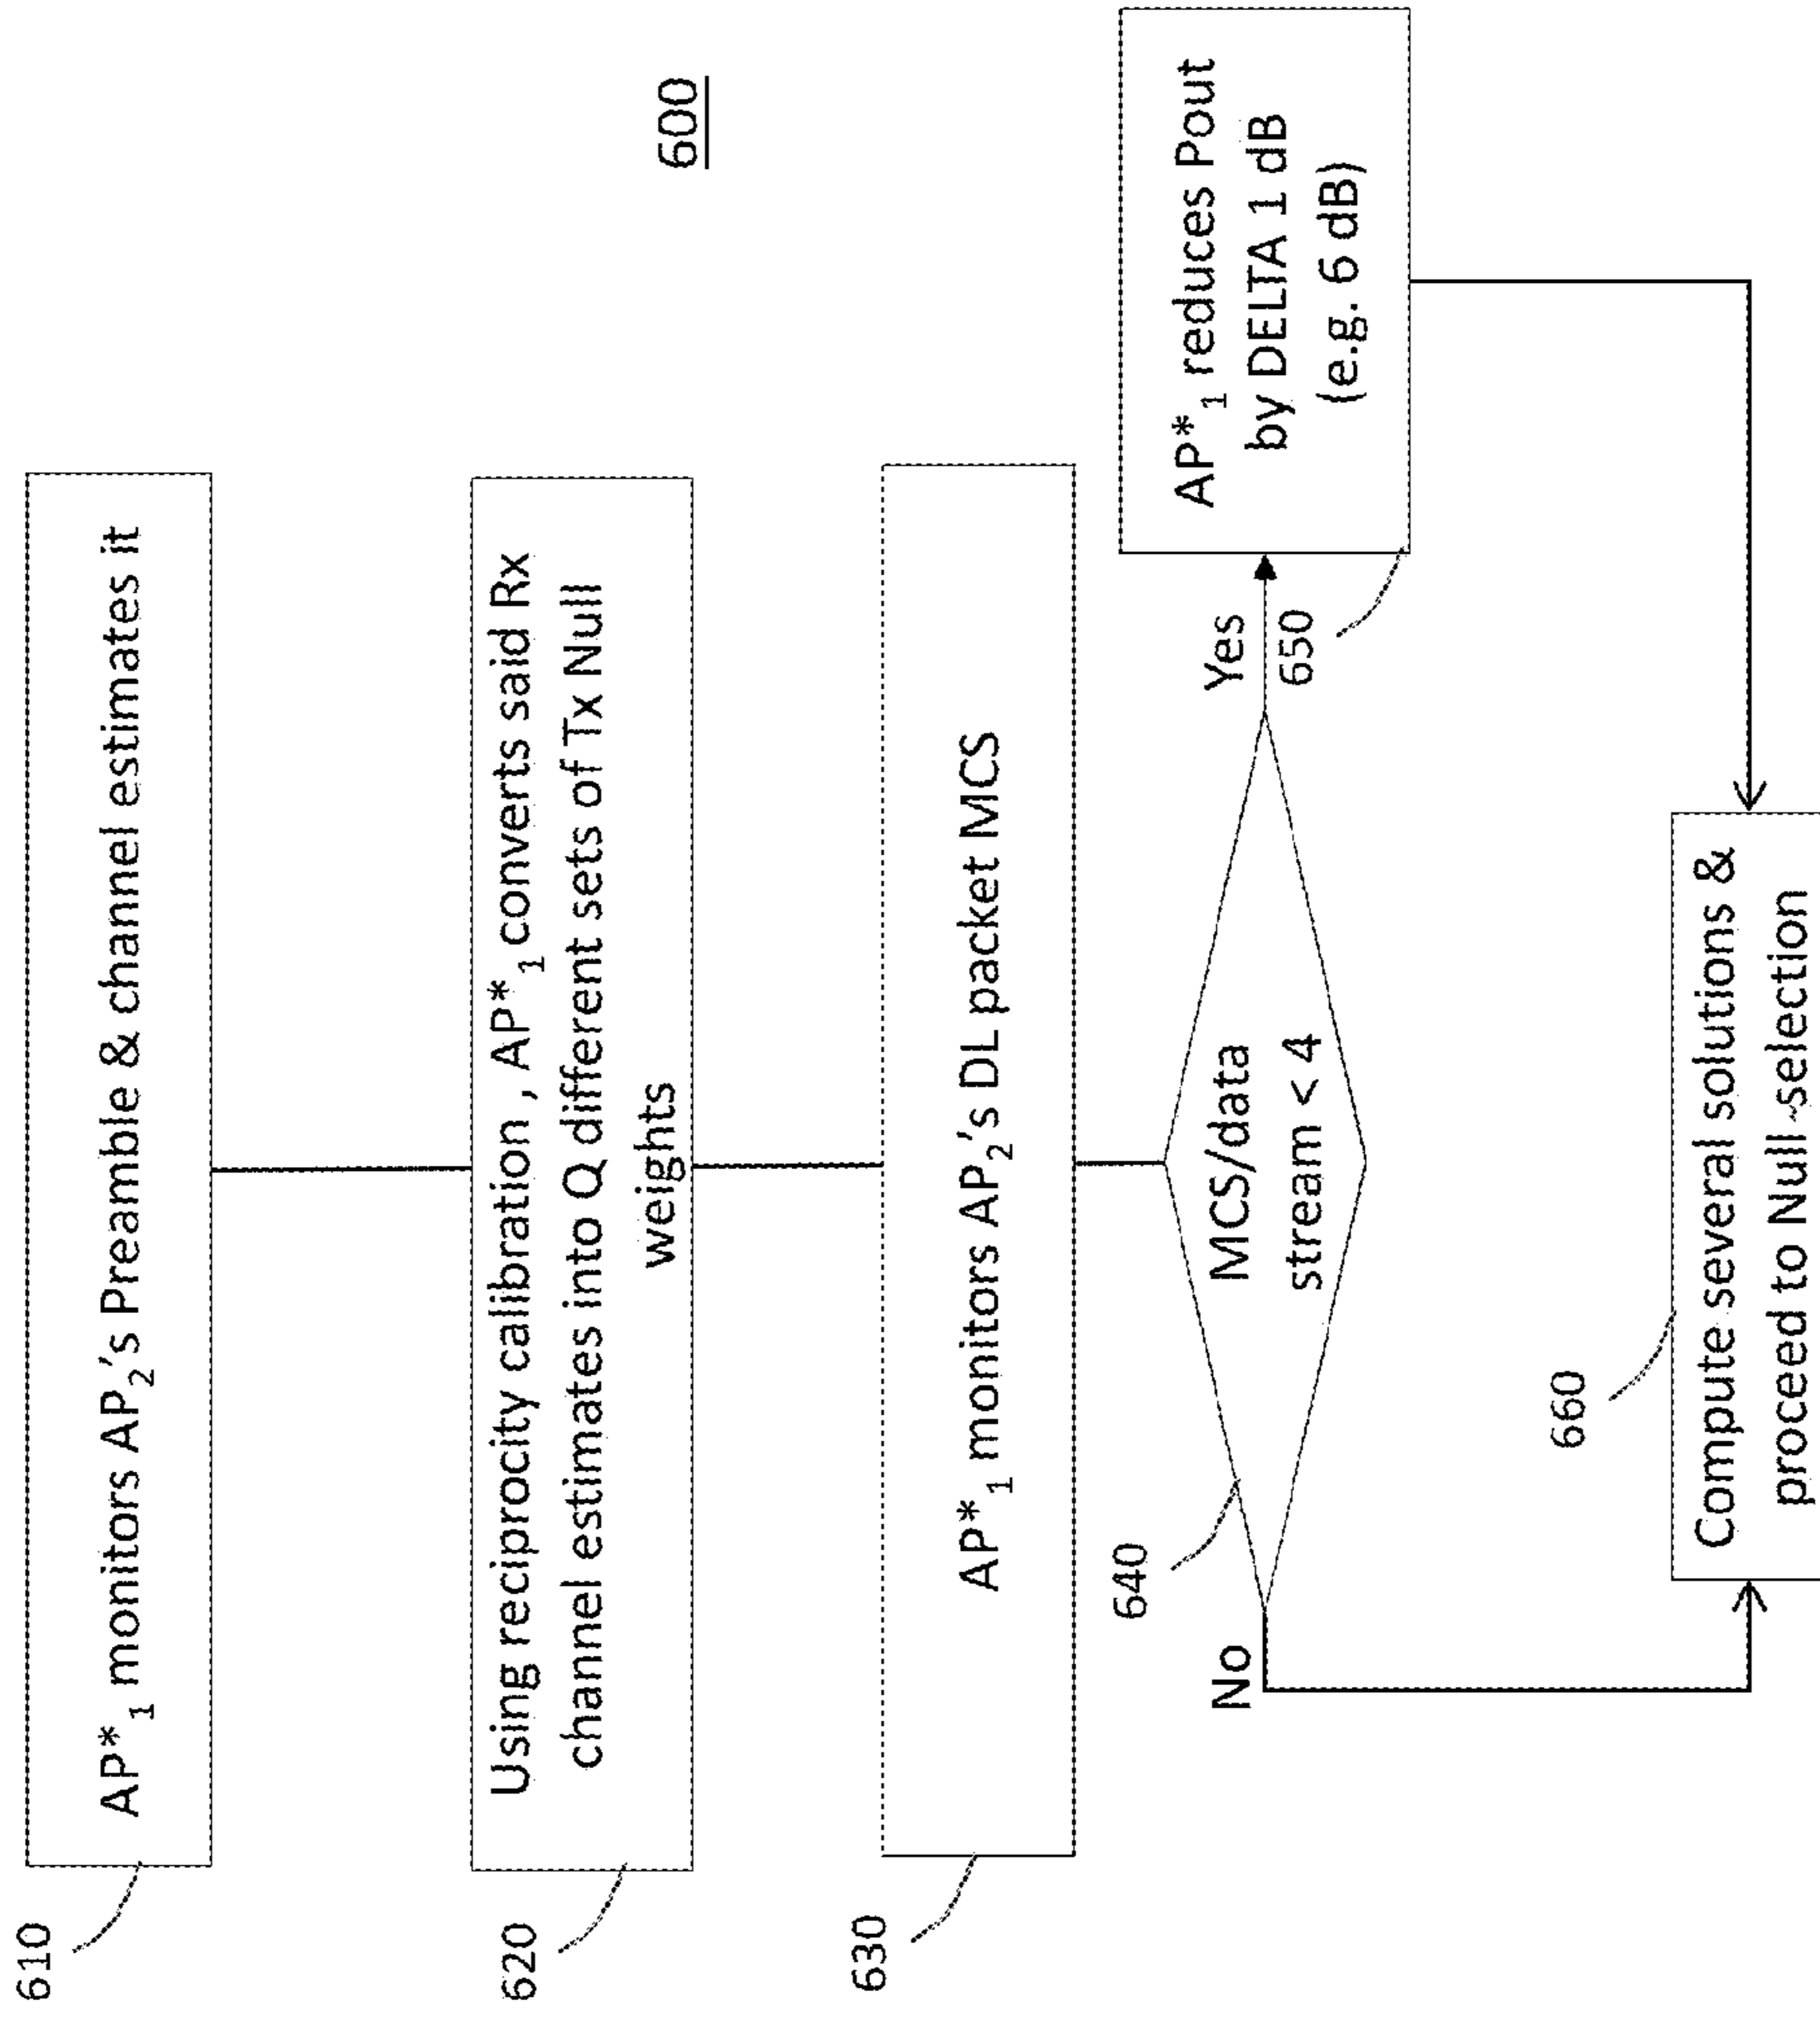 600
610
AP*1 monitors AP2's Preamble & channel estimates it
620
Using reciprocity calibration , AP*1 converts said Rx
channel estimates into Q different sets of Tx Null
weights
630
AP*1 monitors AP2's DL packet MCS
640
MCS/data
stream < 4
No
Yes
650
AP*1 reduces Pout
by DELTA 1 dB
(e.g. 6 dB)
660
Compute several solutions &
proceed to Null-selection